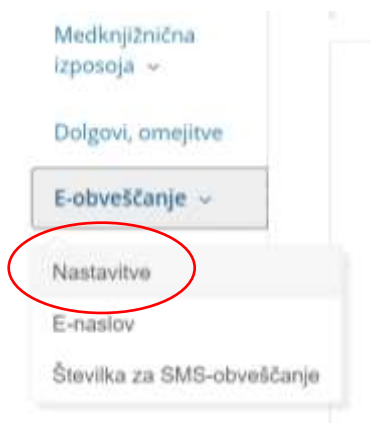 Medknjižnična
izposoja
Dolgovi, omejitve
E-obveščanje
Nastavitve
E-naslov
Številka za SMS-obveščanje